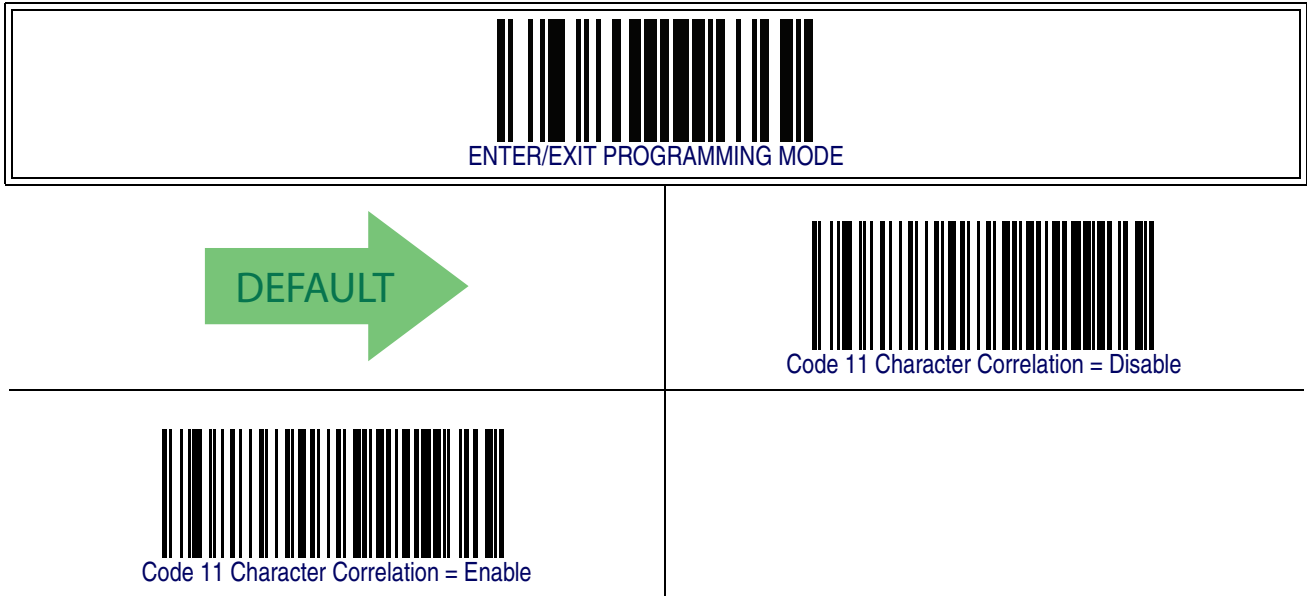 ENTER/EXIT PROGRAMMING MODE
DEFAULT
Code 11 Character Correlation = Disable
Code 11 Character Correlation = Enable